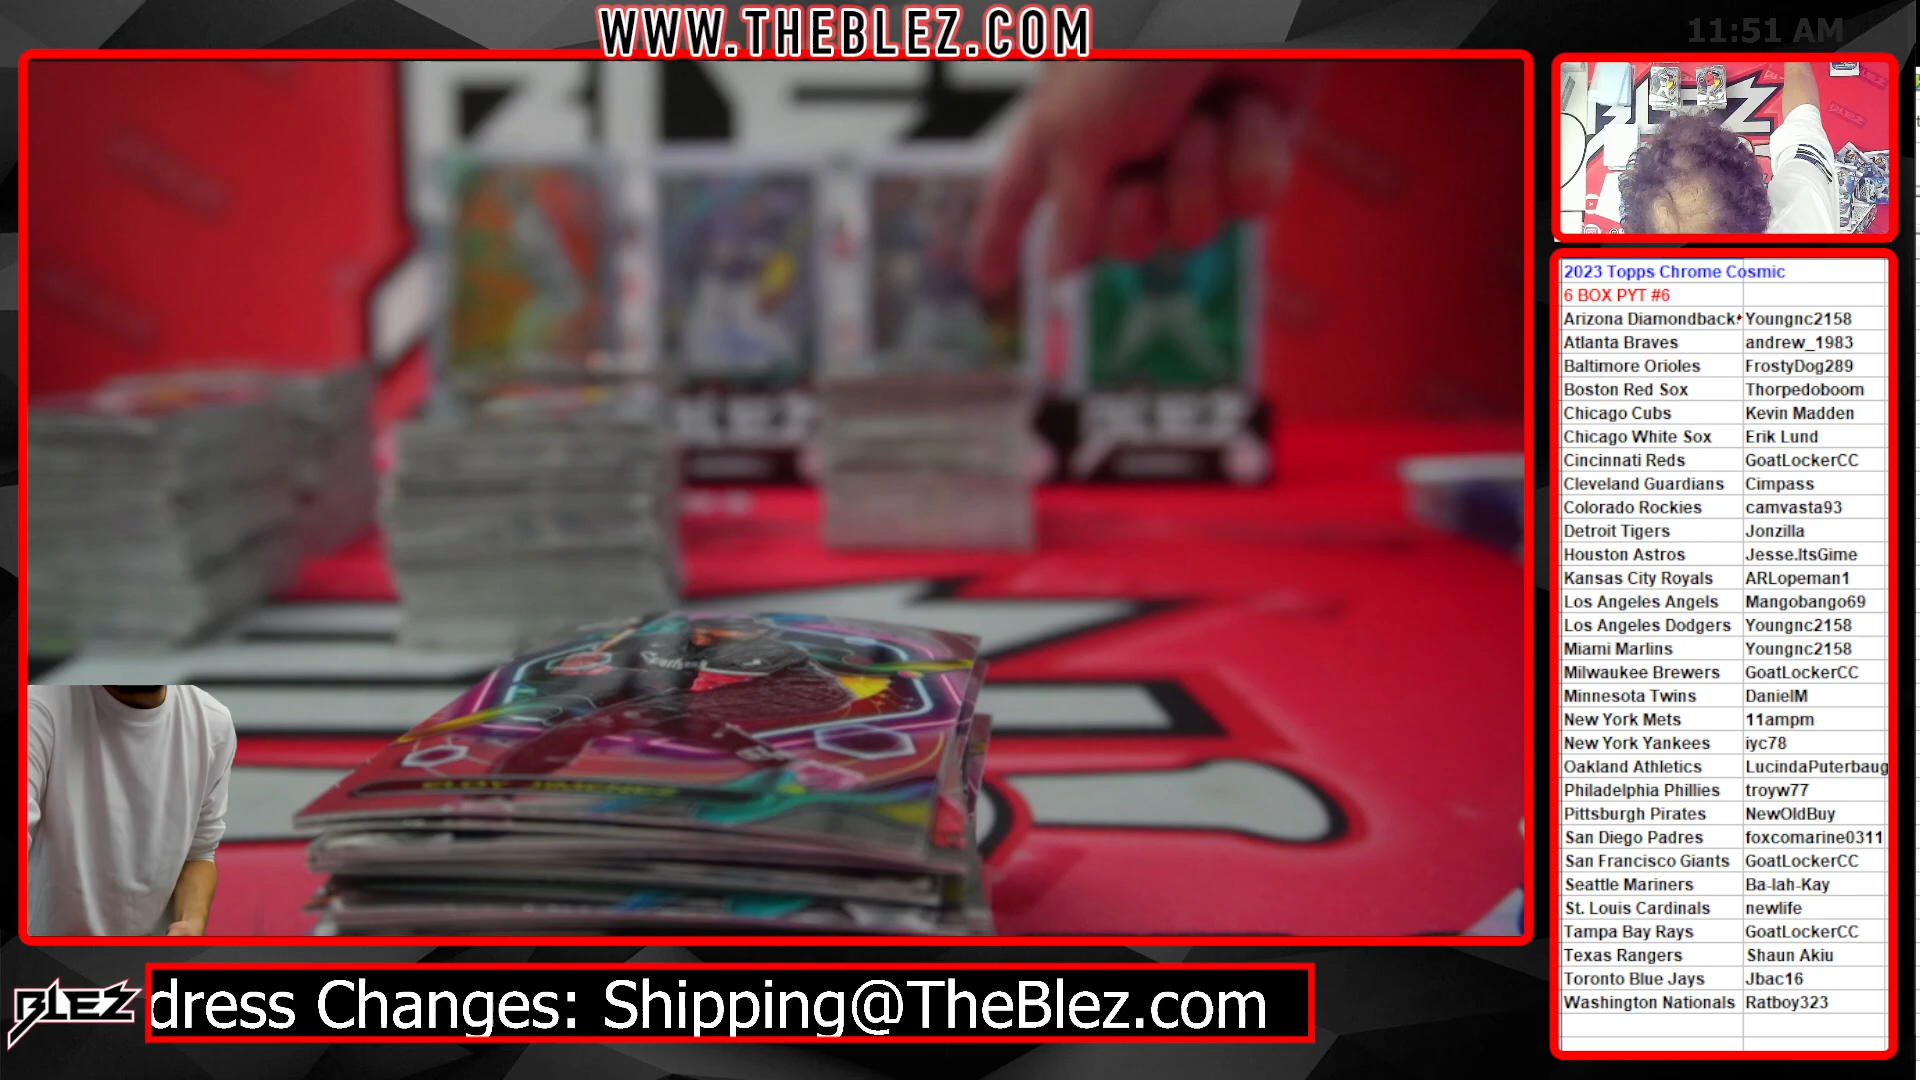 WWW.THEBLEZ.COM
11:51 AM
BLEZ
2023 Topps Chrome Cosmic
6 BOX PYT #6
Arizona Diamondback Youngnc2158
Atlanta Braves andrew_1983
Baltimore Orioles FrostyDog289
Boston Red Sox Thorpedoboom
Chicago Cubs Kevin Madden
Chicago White Sox Erik Lund
Cincinnati Reds GoatLockerCC
Cleveland Guardians Cimpass
Colorado Rockies camvasta93
Detroit Tigers Jonzilla
Houston Astros Jesse.ItsGime
Kansas City Royals ARLopeman1
Los Angeles Angels Mangobango69
Los Angeles Dodgers Youngnc2158
Miami Marlins Youngnc2158
Milwaukee Brewers GoatLockerCC
Minnesota Twins DanielM
New York Mets 11ampm
New York Yankees iyc78
Oakland Athletics LucindaPuterbaug
Philadelphia Phillies troyw77
Pittsburgh Pirates NewOldBuy
San Diego Padres foxcomarine0311
San Francisco Giants GoatLockerCC
Seattle Mariners Ba-lah-Kay
St. Louis Cardinals newlife
Tampa Bay Rays GoatLockerCC
Texas Rangers Shaun Akiu
Toronto Blue Jays Jbac16
Washington Nationals Ratboy323
BLEZ
BLEZ
BLEZ
ELOY JIMENEZ
BLEZ
dress Changes: Shipping@TheBlez.com